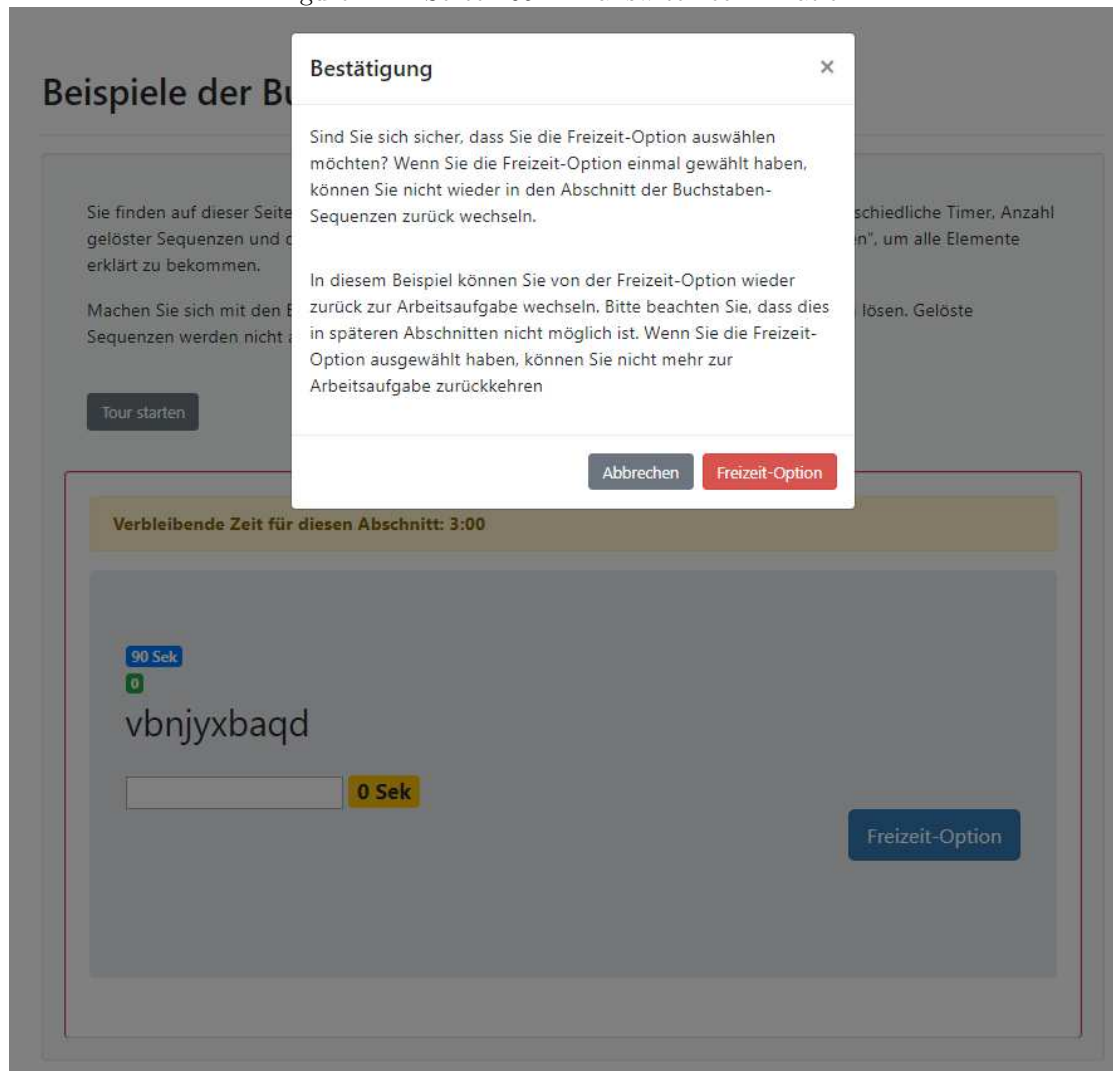 Beispiele der Bu
Bestätigung ×
Sind Sie sich sicher, dass Sie die Freizeit-Option auswählen
möchten? Wenn Sie die Freizeit-Option einmal gewählt haben,
können Sie nicht wieder in den Abschnitt der Buchstaben-
Sequenzen zurück wechseln.
In diesem Beispiel können Sie von der Freizeit-Option wieder
zurück zur Arbeitsaufgabe wechseln. Bitte beachten Sie, dass dies
in späteren Abschnitten nicht möglich ist. Wenn Sie die Freizeit-
Option ausgewählt haben, können Sie nicht mehr zur
Arbeitsaufgabe zurückkehren
Abbrechen Freizeit-Option
Sie finden auf dieser Seite schiedliche Timer, Anzahl
gelöster Sequenzen und en", um alle Elemente
erklärt zu bekommen.
Machen Sie sich mit den lösen. Gelöste
Sequenzen werden nicht
Tour starten
Verbleibende Zeit für diesen Abschnitt: 3:00
90 Sek
0
vbnjyxbaqd
0 Sek
Freizeit-Option